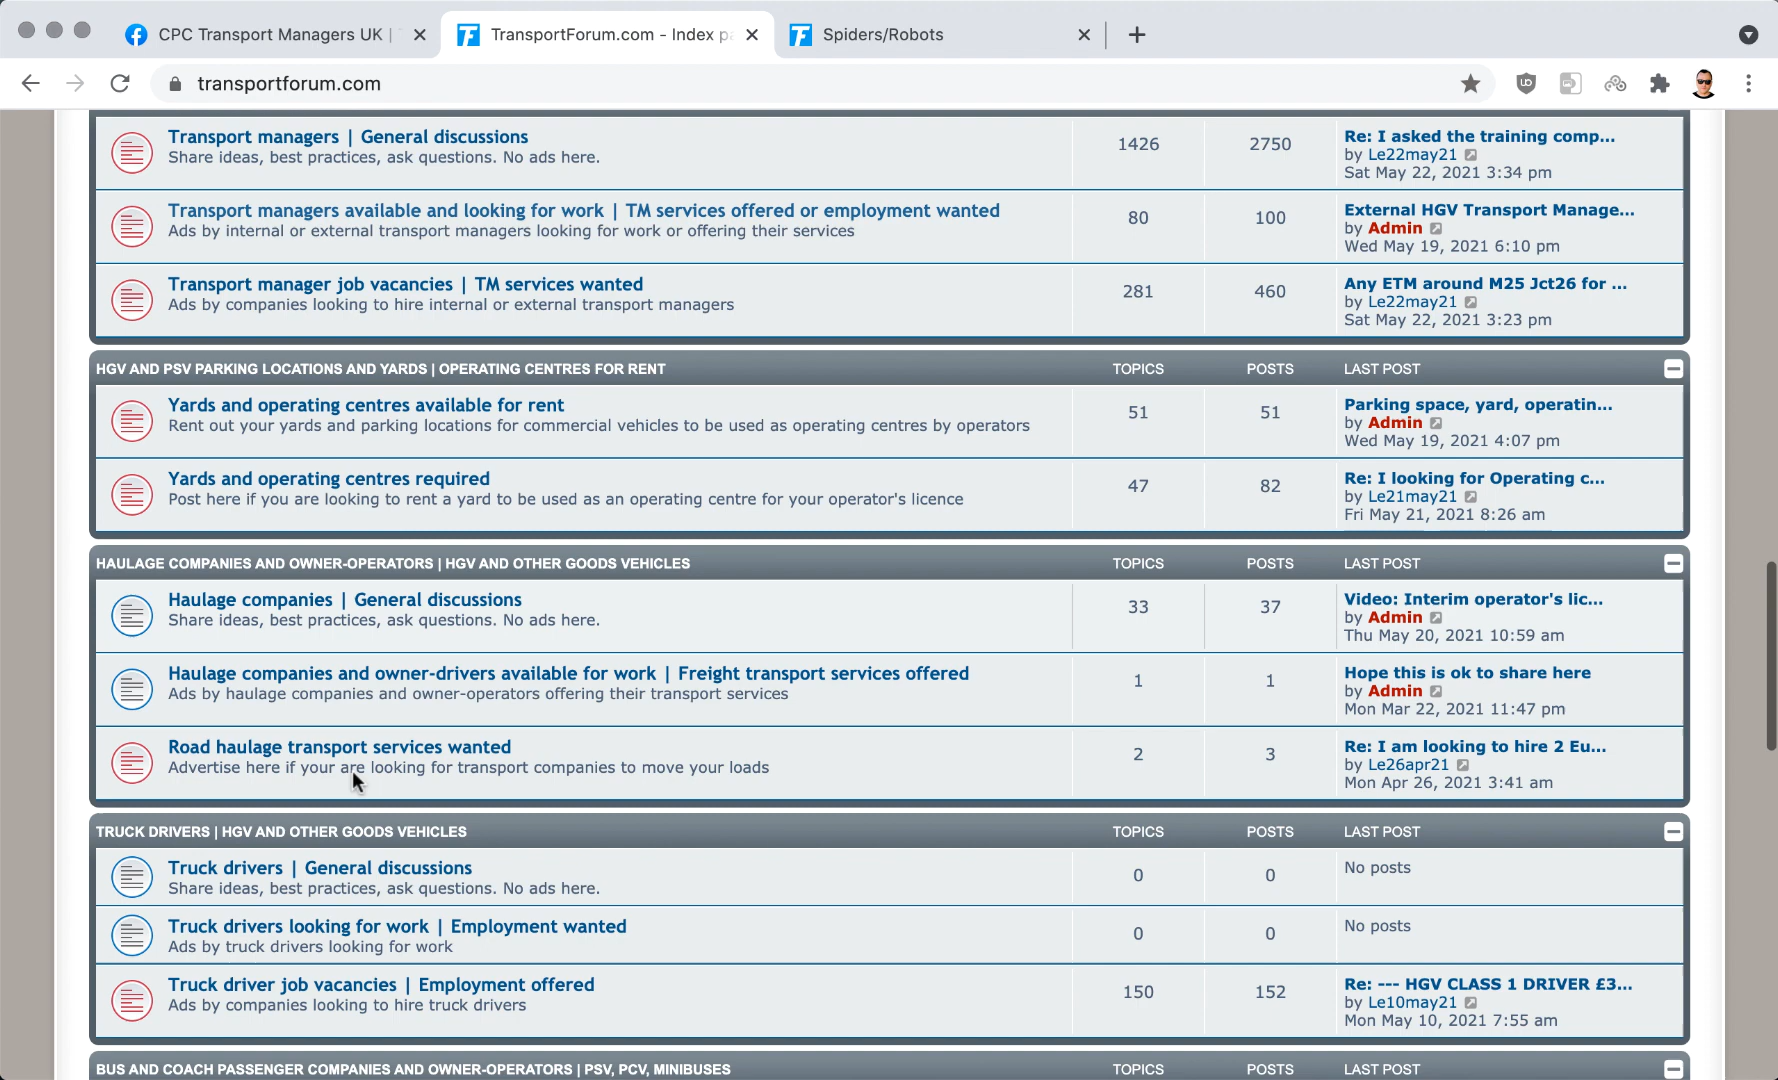 CPC Transport Managers UK |
TransportForum.com - Index pa
Spiders/Robots
transportforum.com
Transport managers | General discussions
Share ideas, best practices, ask questions. No ads here.
1426
2750
Re: I asked the training comp...
by Le22may21
Sat May 22, 2021 3:34 pm
Transport managers available and looking for work | TM services offered or employment wanted
Ads by internal or external transport managers looking for work or offering their services
80
100
External HGV Transport Manage...
by Admin
Wed May 19, 2021 6:10 pm
Transport manager job vacancies | TM services wanted
Ads by companies looking to hire internal or external transport managers
281
460
Any ETM around M25 Jct26 for ...
by Le22may21
Sat May 22, 2021 3:23 pm
HGV AND PSV PARKING LOCATIONS AND YARDS | OPERATING CENTRES FOR RENT
TOPICS
POSTS
LAST POST
Yards and operating centres available for rent
Rent out your yards and parking locations for commercial vehicles to be used as operating centres by operators
51
51
Parking space, yard, operatin...
by Admin
Wed May 19, 2021 4:07 pm
Yards and operating centres required
Post here if you are looking to rent a yard to be used as an operating centre for your operator's licence
47
82
Re: I looking for Operating c...
by Le21may21
Fri May 21, 2021 8:26 am
HAULAGE COMPANIES AND OWNER-OPERATORS | HGV AND OTHER GOODS VEHICLES
TOPICS
POSTS
LAST POST
Haulage companies | General discussions
Share ideas, best practices, ask questions. No ads here.
33
37
Video: Interim operator's lic...
by Admin
Thu May 20, 2021 10:59 am
Haulage companies and owner-drivers available for work | Freight transport services offered
Ads by haulage companies and owner-operators offering their transport services
1
1
Hope this is ok to share here
by Admin
Mon Mar 22, 2021 11:47 pm
Road haulage transport services wanted
Advertise here if your are looking for transport companies to move your loads
2
3
Re: I am looking to hire 2 Eu...
by Le26apr21
Mon Apr 26, 2021 3:41 am
TRUCK DRIVERS | HGV AND OTHER GOODS VEHICLES
TOPICS
POSTS
LAST POST
Truck drivers | General discussions
Share ideas, best practices, ask questions. No ads here.
0
0
No posts
Truck drivers looking for work | Employment wanted
Ads by truck drivers looking for work
0
0
No posts
Truck driver job vacancies | Employment offered
Ads by companies looking to hire truck drivers
150
152
Re: --- HGV CLASS 1 DRIVER £3...
by Le10may21
Mon May 10, 2021 7:55 am
BUS AND COACH PASSENGER COMPANIES AND OWNER-OPERATORS | PSV, PCV, MINIBUSES
TOPICS
POSTS
LAST POST